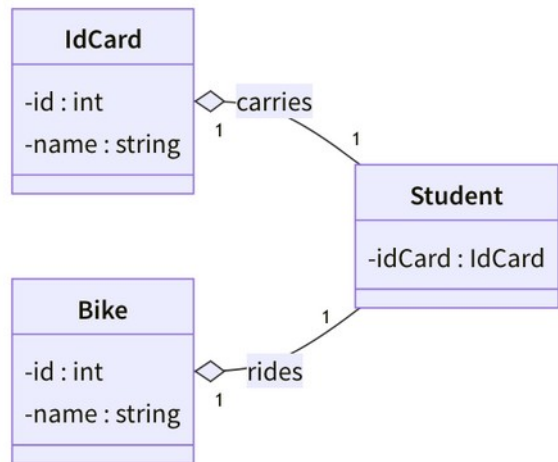 IdCard
-id : int
-name : string
carries
1
1
Student
-idCard : IdCard
Bike
-id : int
-name : string
rides
1
1